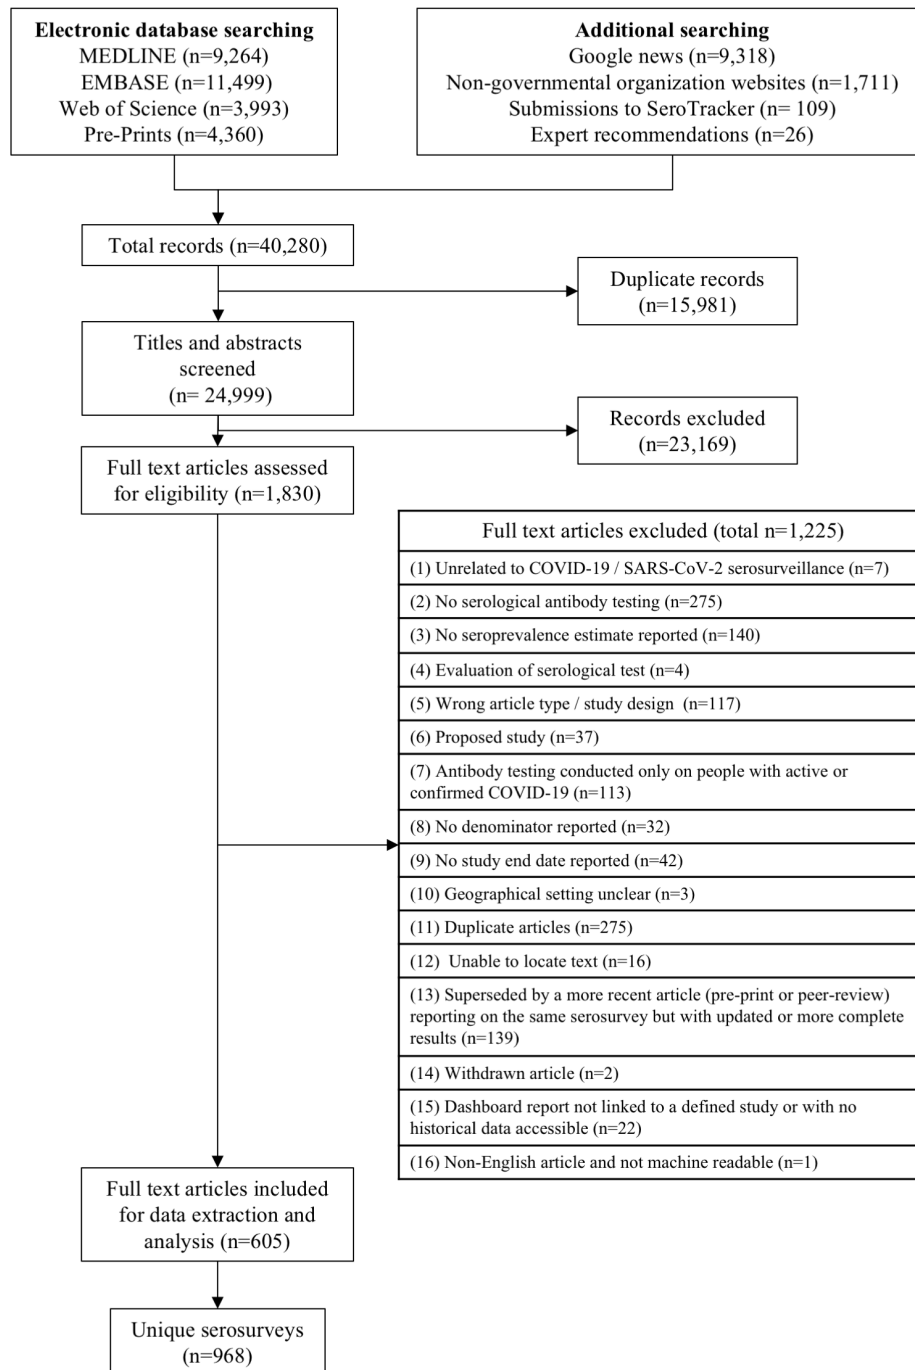 Electronic database searching
MEDLINE (n=9,264)
EMBASE (n=11,499)
Web of Science (n=3,993)
Pre-Prints (n=4,360)
Additional searching
Google news (n=9,318)
Non-governmental organization websites (n=1,711)
Submissions to SeroTracker (n= 109)
Expert recommendations (n=26)
Total records (n=40,280)
Duplicate records
(n=15,981)
Titles and abstracts
screened
(n= 24,999)
Records excluded
(n=23,169)
Full text articles assessed
for eligibility (n=1,830)
Full text articles excluded (total n=1,225)
(1) Unrelated to COVID-19 / SARS-CoV-2 serosurveillance (n=7)
(2) No serological antibody testing (n=275)
(3) No seroprevalence estimate reported (n=140)
(4) Evaluation of serological test (n=4)
(5) Wrong article type / study design (n=117)
(6) Proposed study (n=37)
(7) Antibody testing conducted only on people with active or
confirmed COVID-19 (n=113)
(8) No denominator reported (n=32)
(9) No study end date reported (n=42)
(10) Geographical setting unclear (n=3)
(11) Duplicate articles (n=275)
(12) Unable to locate text (n=16)
(13) Superseded by a more recent article (pre-print or peer-review)
reporting on the same serosurvey but with updated or more complete
results (n=139)
(14) Withdrawn article (n=2)
(15) Dashboard report not linked to a defined study or with no
historical data accessible (n=22)
(16) Non-English article and not machine readable (n=1)
Full text articles included
for data extraction and
analysis (n=605)
Unique serosurveys
(n=968)